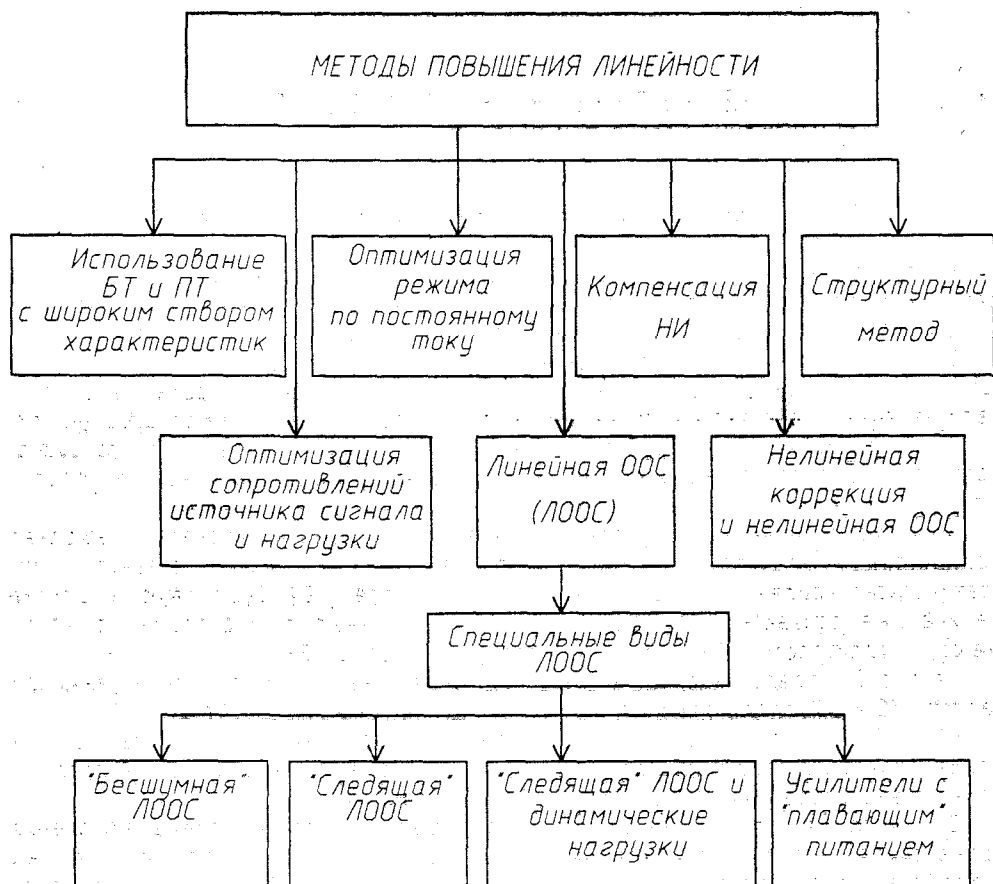 МЕТОДЫ ПОВЫШЕНИЯ ЛИНЕЙНОСТИ
Использование
БТ и ПТ
с широким створом
характеристик
Оптимизация
режима
по постоянному
току
Компенсация
НИ
Структурный
метод
Оптимизация
сопротивлений
источника сигнала
и нагрузки
Линейная ООС
(ЛООС)
Нелинейная
коррекция
и нелинейная ООС
Специальные виды
ЛООС
"Бесшумная"
ЛООС
"Следящая"
ЛООС
"Следящая" ЛООС и
динамические
нагрузки
Усилители с
"плавающим"
питанием